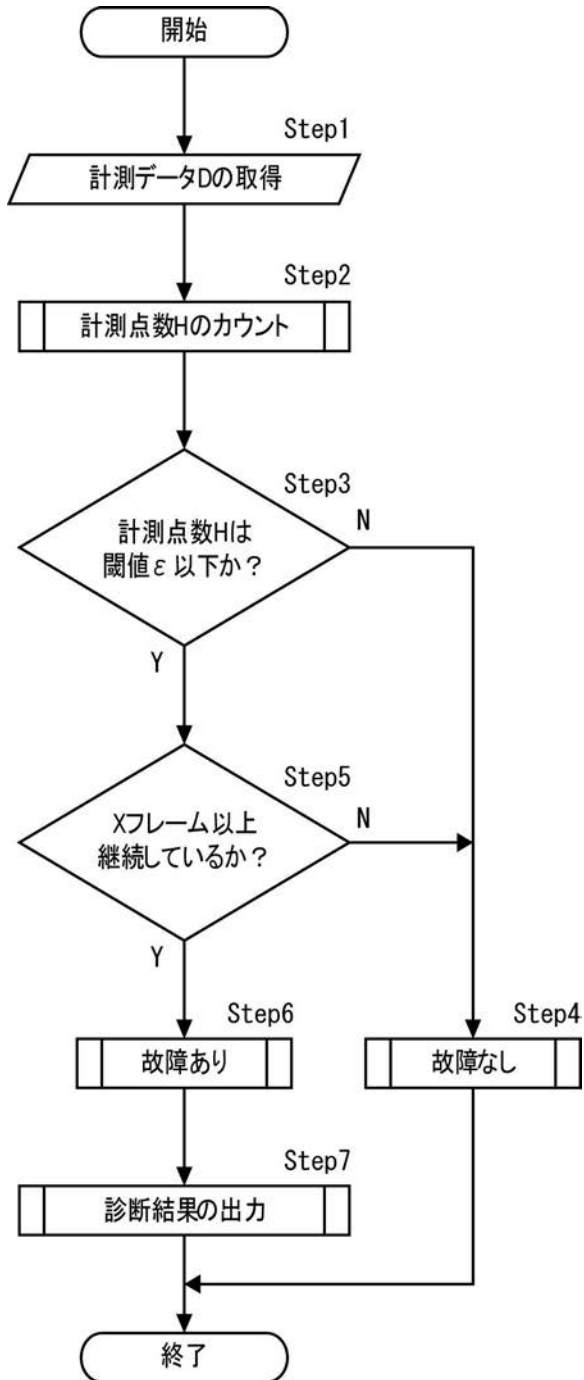 開始
Step1
計測データDの取得
Step2
計測点数Hのカウント
Step3
計測点数Hは
閾値ε以下か？
N
Y
Step5
Xフレーム以上
継続しているか？
N
Y
Step6
故障あり
Step4
故障なし
Step7
診断結果の出力
終了